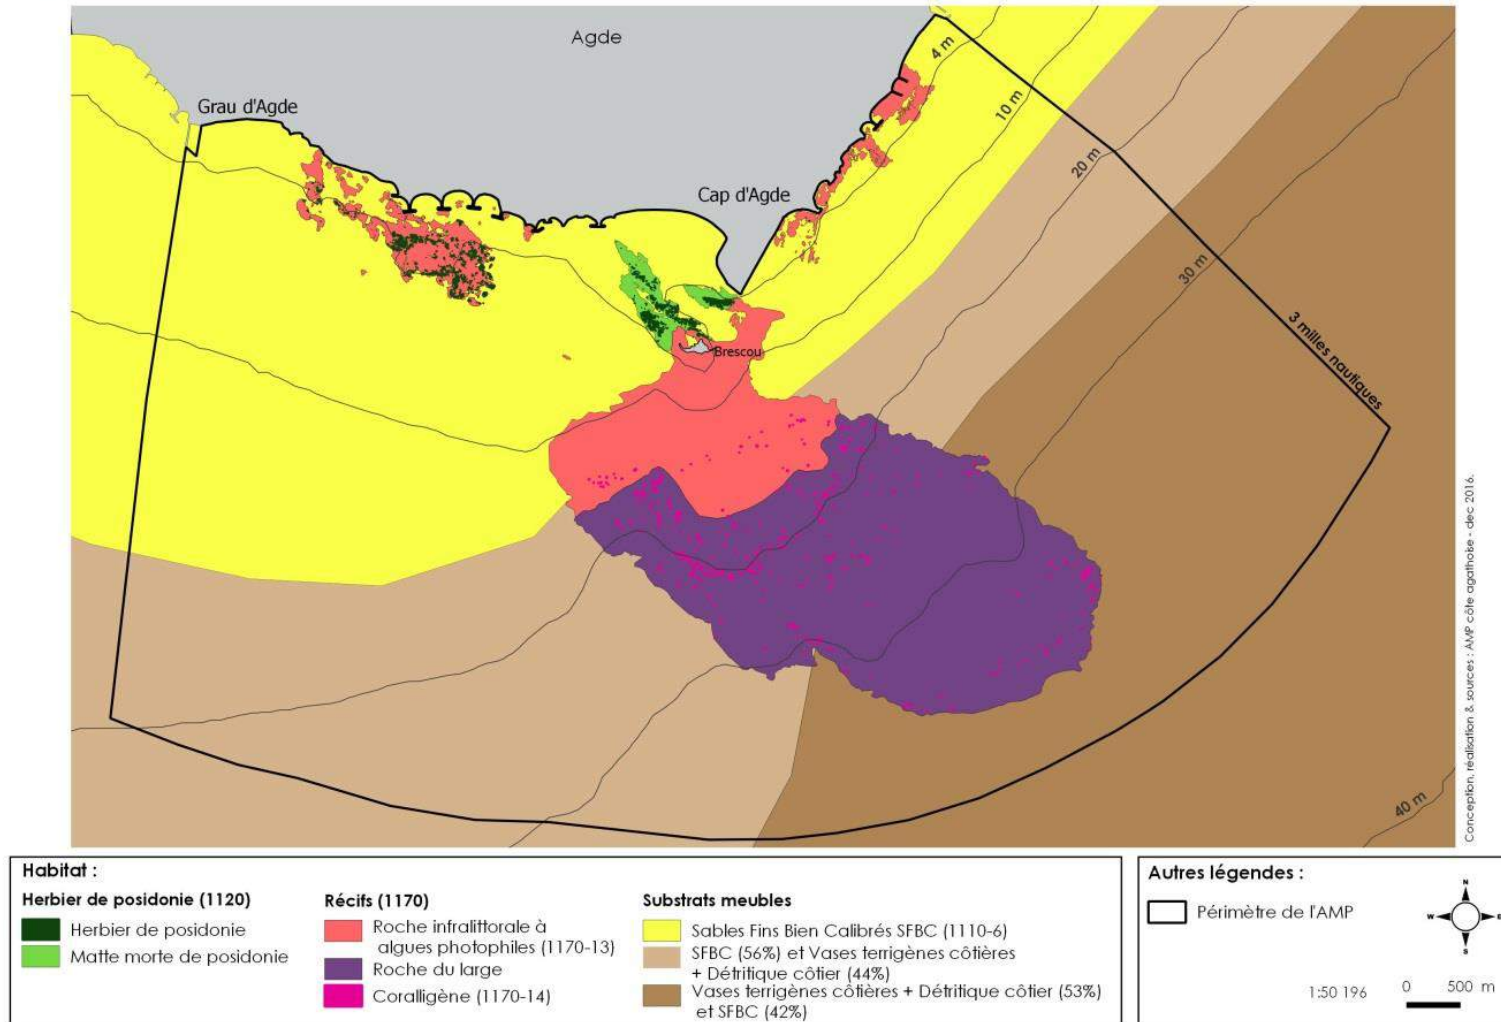 Agde
Grau d'Agde
Cap d'Agde
Brescou
4 m
10 m
20 m
30 m
3 milles nautiques
40 m
Conception, réalisation & sources : AMP côte agathoise - dec 2016.
Habitat :
Herbier de posidonie (1120)
Herbier de posidonie
Matte morte de posidonie
Récifs (1170)
Roche infralittorale à
algues photophiles (1170-13)
Roche du large
Coralligène (1170-14)
Substrats meubles
Sables Fins Bien Calibrés SFBC (1110-6)
SFBC (56%) et Vases terrigènes côtières
+ Détritique côtier (44%)
Vases terrigènes côtières + Détritique côtier (53%)
et SFBC (42%)
Autres légendes :
Périmètre de l'AMP
N
W
E
S
1:50 196
0 500 m